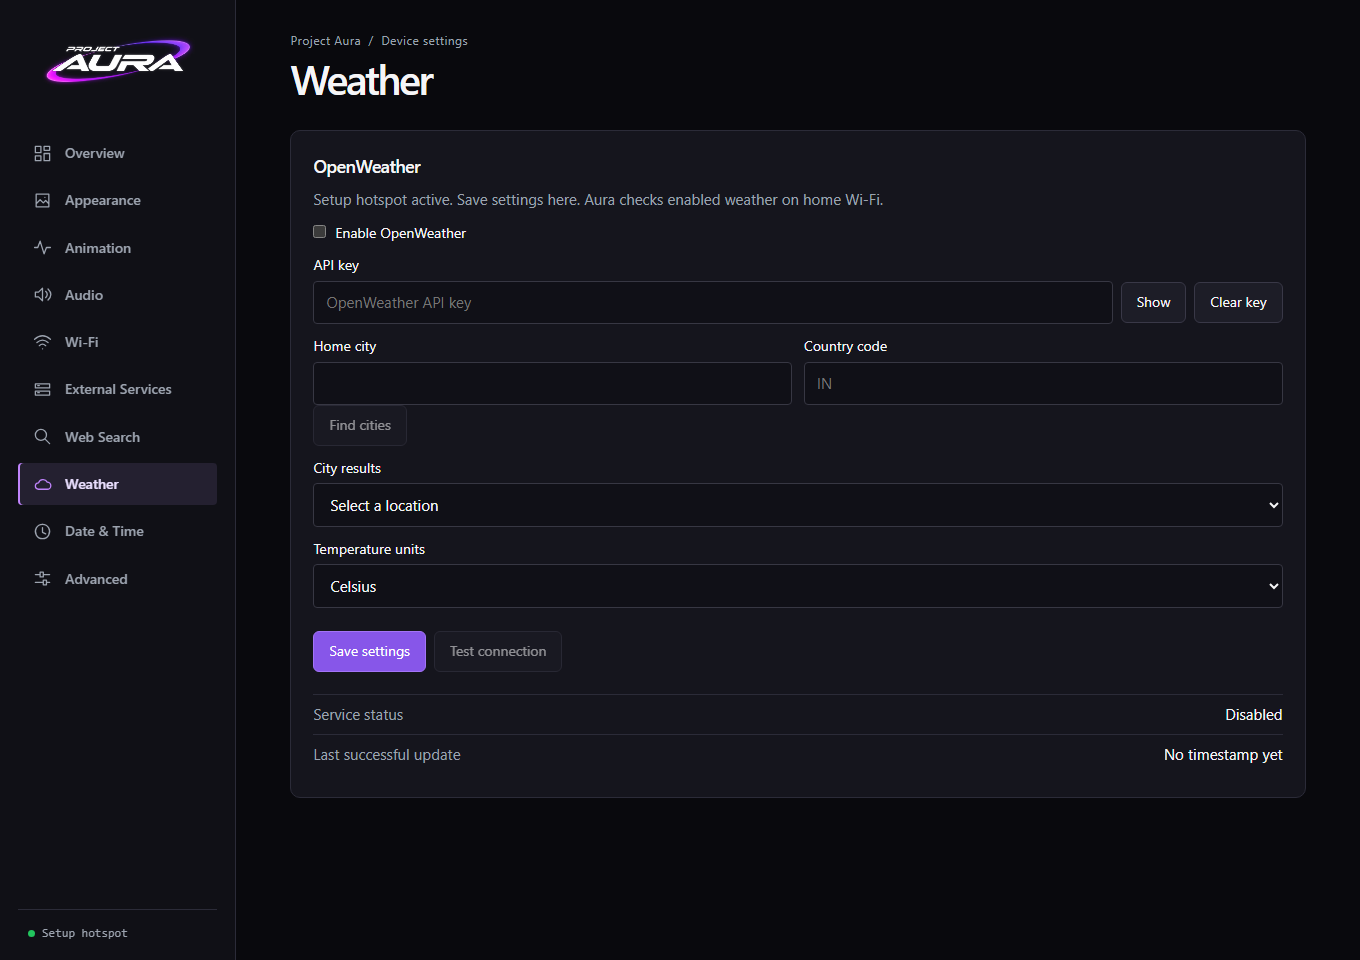 PROJECT
AURA
Project Aura / Device settings
Weather
Overview
Appearance
Animation
Audio
Wi-Fi
External Services
Web Search
Weather
Date & Time
Advanced
Setup hotspot
OpenWeather
Setup hotspot active. Save settings here. Aura checks enabled weather on home Wi-Fi.
Enable OpenWeather
API key
OpenWeather API key
Show
Clear key
Home city
Country code
IN
Find cities
City results
Select a location
Temperature units
Celsius
Save settings
Test connection
Service status
Disabled
Last successful update
No timestamp yet